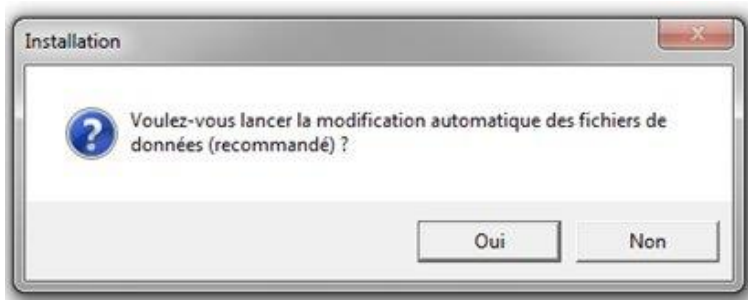 Installation
Voulez-vous lancer la modification automatique des fichiers de
données (recommandé) ?
Oui
Non